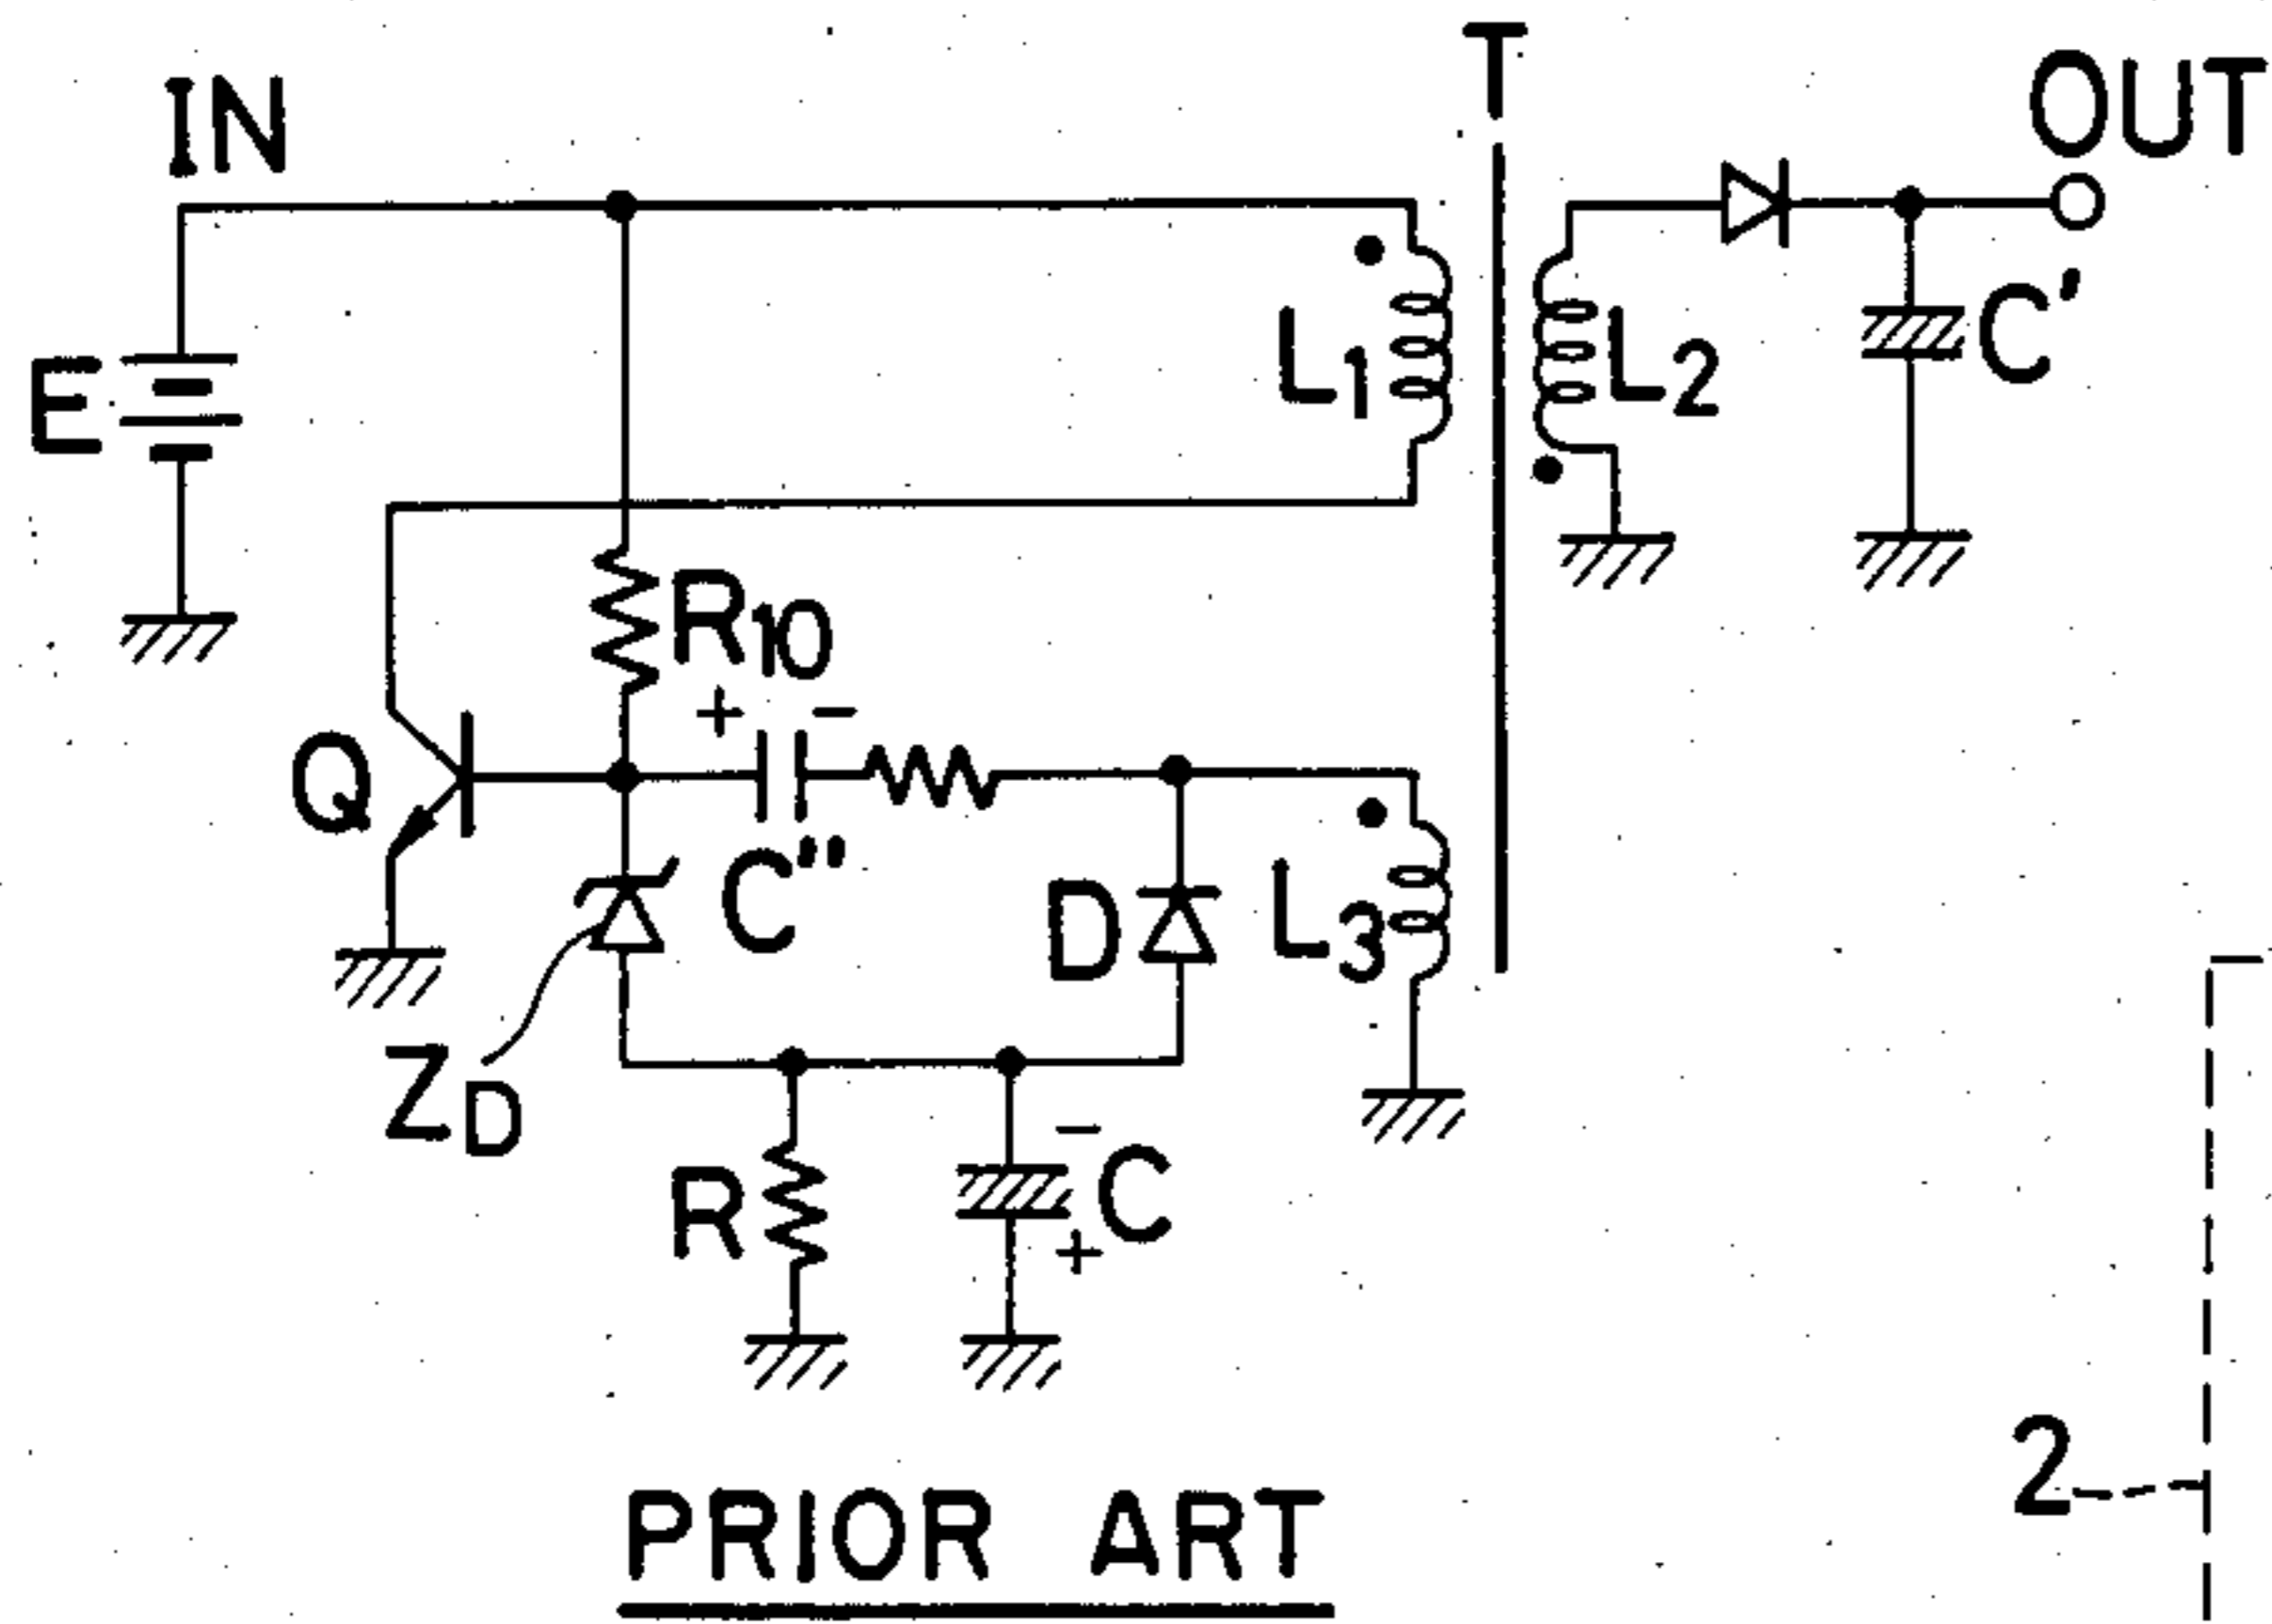 T
IN
OUT
E
L1
L2
C'
R10
+ -
Q
C"
D
L3
ZD
R
- C
+
2
PRIOR ART